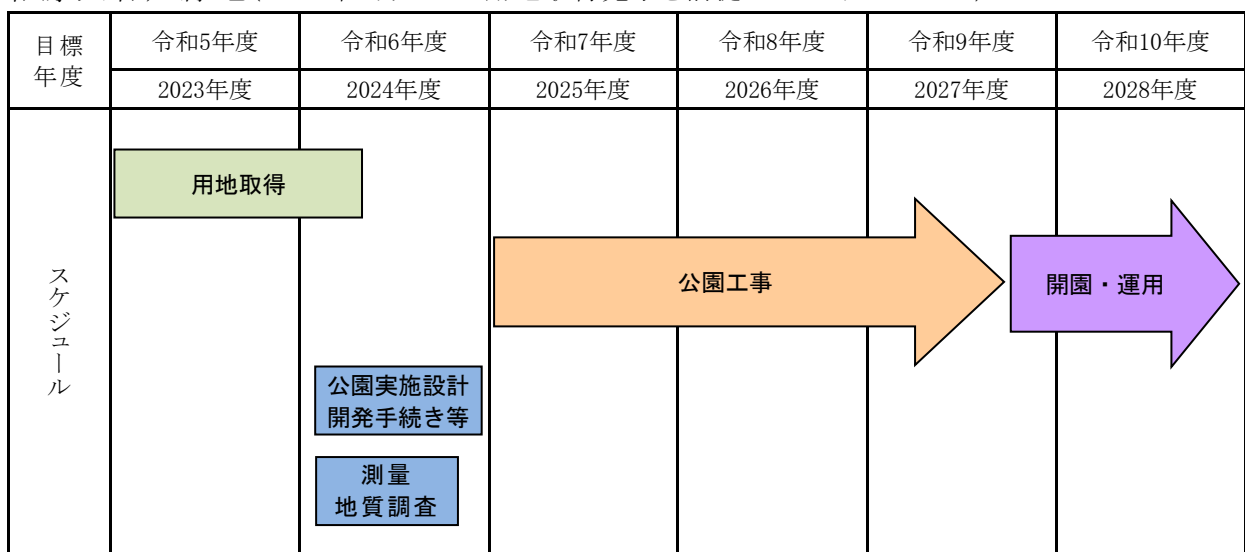 目標
年度
令和5年度
令和6年度
令和7年度
令和8年度
令和9年度
令和10年度
2023年度
2024年度
2025年度
2026年度
2027年度
2028年度
スケジュール
用地取得
公園工事
開園・運用
公園実施設計
開発手続き等
測量
地質調査